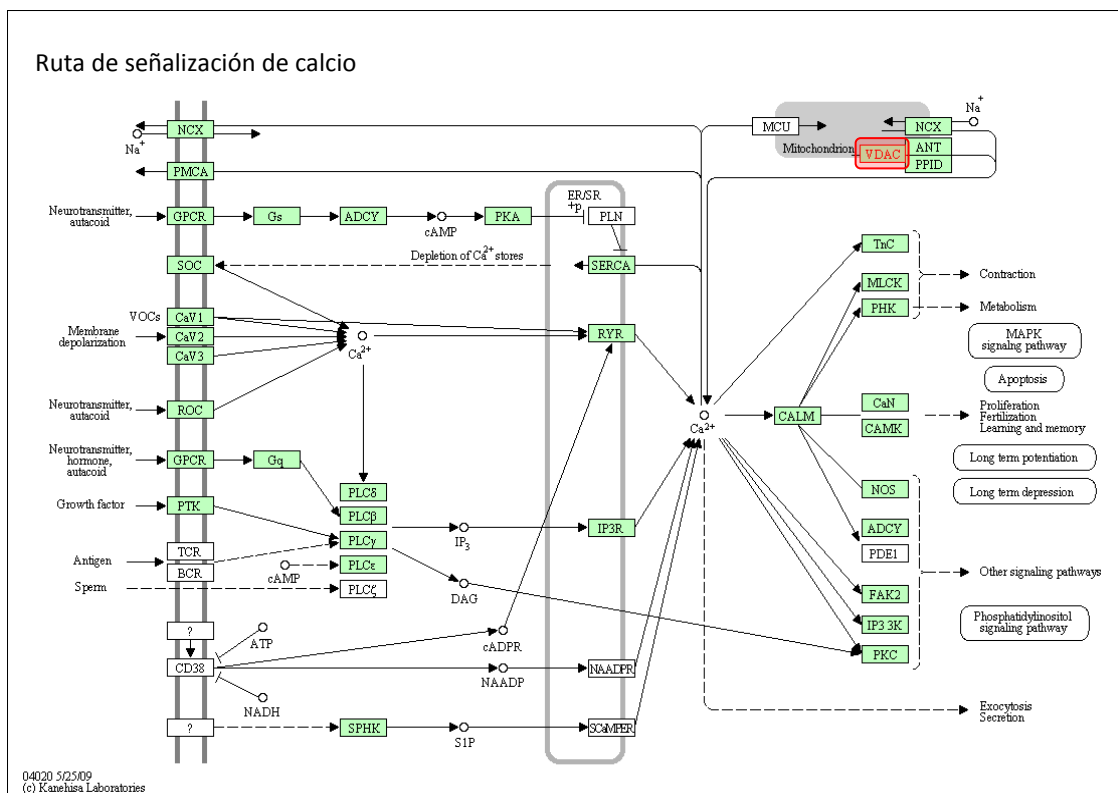 Ruta de señalización de calcio
NCX
Na+
PMCA
Neurotransmitter,
autacoid
GPCR
Gs
ADCY
cAMP
PKA
ER/SR
+p
PLN
SOC
Depletion of Ca2+ stores
SERCA
VOCs
CaV1
Membrane
depolarization
CaV2
CaV3
Ca2+
RYR
Neurotransmitter,
autacoid
ROC
Neurotransmitter,
hormone,
autacoid
GPCR
Gq
Growth factor
PTK
PLCδ
PLCβ
PLCγ
PLCε
PLCζ
IP3
IP3R
Antigen
TCR
BCR
cAMP
Sperm
DAG
?
ATP
cADPR
CD38
NAADP
NAADPR
NADH
?
SPHK
S1P
SCaMPER
MCU
Mitochondrion
NCX
Na+
VDAC
ANT
PPID
Ca2+
CALM
TnC
MLCK
PHK
CaN
CAMK
NOS
ADCY
PDE1
FAK2
IP3 3K
PKC
Contraction
Metabolism
MAPK
signalng pathway
Apoptosis
Proliferation
Fertilization
Learning and memory
Long term potentiation
Long term depression
Other signaling pathways
Phosphatidylinositol
signaling pathway
Exocytosis
Secretion
04020 5/25/09
(c) Kanehisa Laboratories